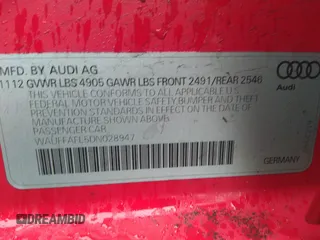 MFD. BY AUDI AG
1112 GVWR LBS 4905 GAWR LBS FRONT 2491/REAR 2546
THIS VEHICLE CONFORMS TO ALL APPLICABLE U.S.
FEDERAL MOTOR VEHICLE SAFETY, BUMPER, AND
THEFT PREVENTION STANDARDS IN EFFECT ON THE DATE OF
MANUFACTURE SHOWN ABOVE.
PASSENGER CAR
WAUFFAFL6DN028947
Audi
GERMANY
DREAMBID